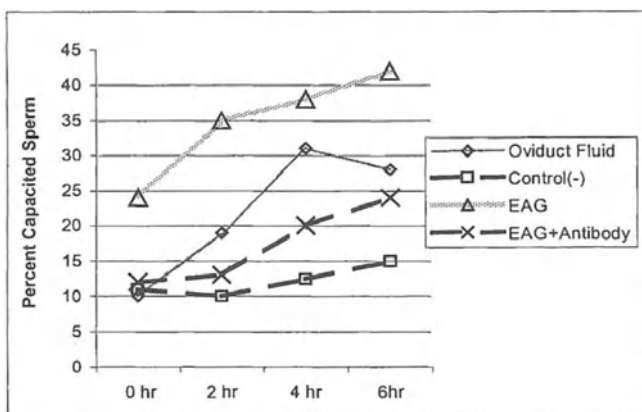 45
40
35
30
25
20
15
10
5
0
Percent Capacited Sperm
0 hr
2 hr
4 hr
6hr
Oviduct Fluid
Control(-)
EAG
EAG+Antibody